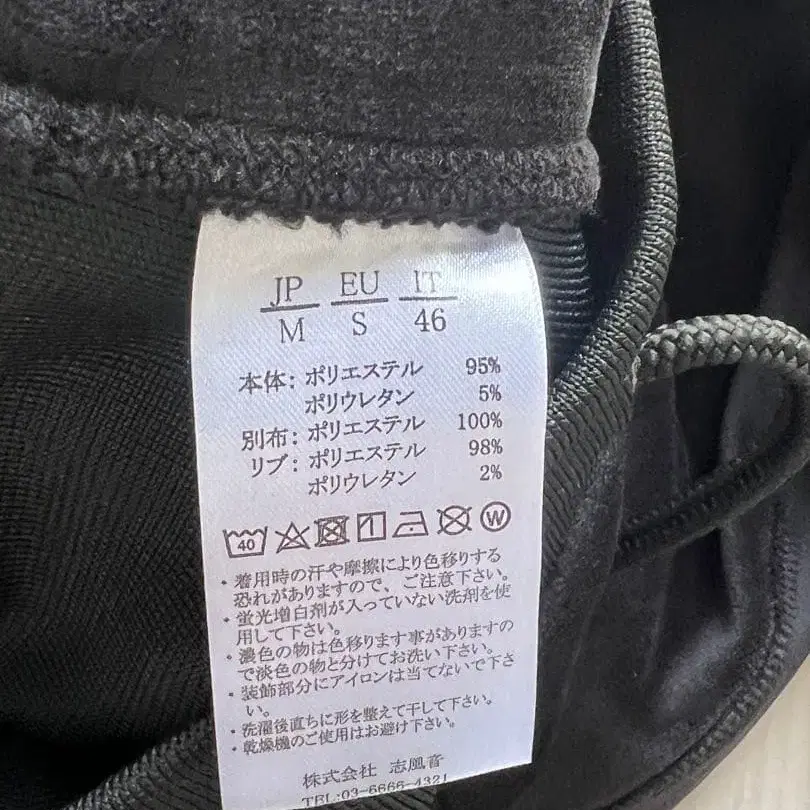 JP EU IT
M S 46
本体: ポリエステル 95%
ポリウレタン 5%
別布: ポリエステル 100%
リブ: ポリエステル 98%
ポリウレタン 2%
40 W
・着用時の汗や摩擦により色移りする
恐れがありますので、ご注意下さい。
・蛍光増白剤が入っていない洗剤を使
用して下さい。
・濃色の物は色移ります事がありますの
で淡色の物と分けてお洗い下さい。
・装飾部分にアイロンは当てないで下さ
い。
・洗濯後直ちに形を整えて干して下さい。
・乾燥機のご使用はお避け下さい。
株式会社 志風音
TEL:03-6666-4321